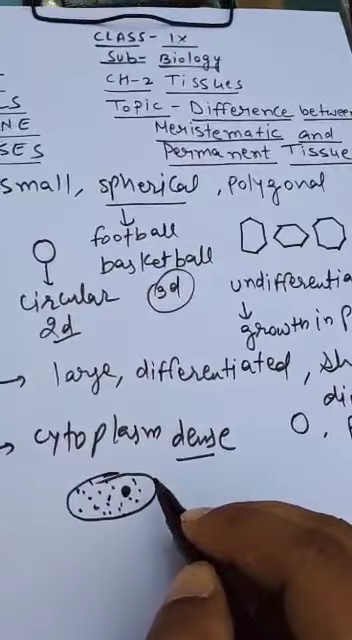 CLASS- IX
Sub= Biology
CH-2 Tissues
Topic - Difference between
Meristematic and
Permanent Tissue
small, spherical, polygonal
football
basketball
3d
circular
2d
growth in
large, differentiated,
cytoplasm dense